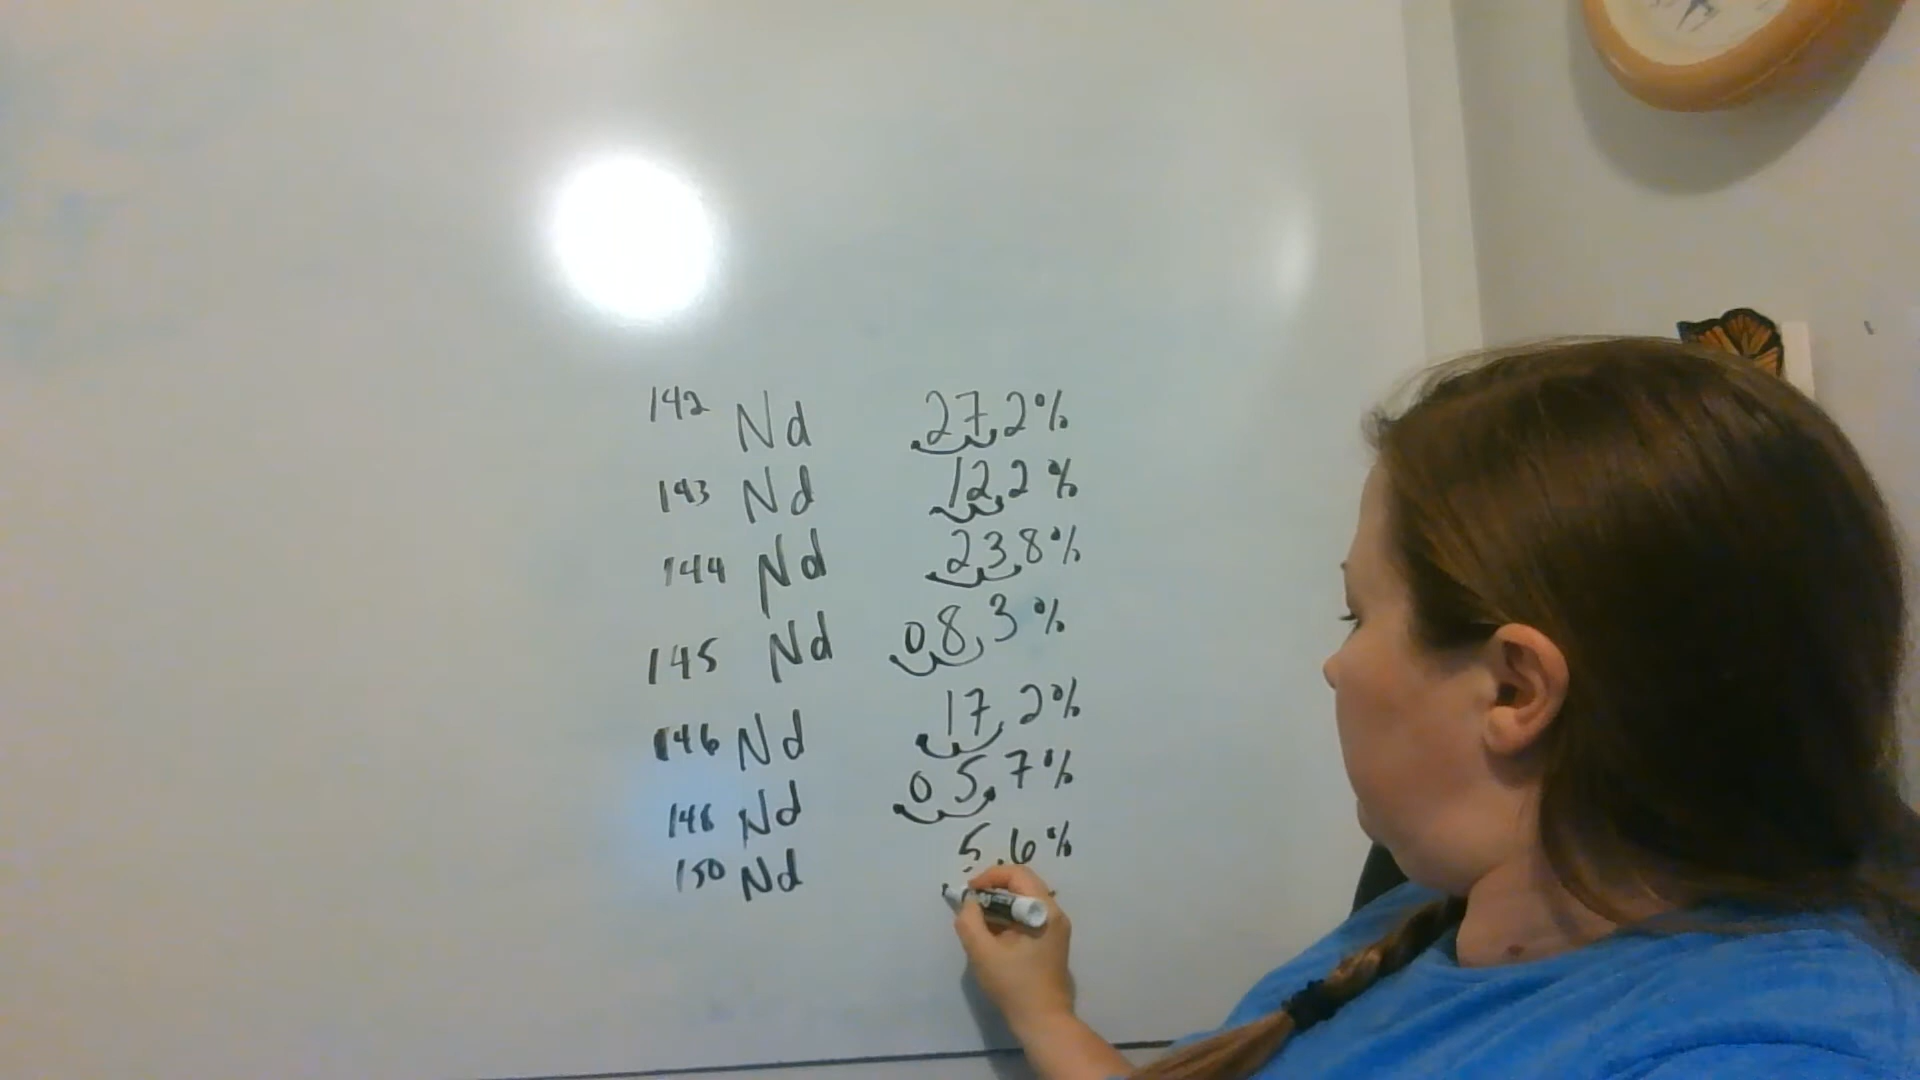 142 Nd 27.2%
143 Nd 12.2%
144 Nd 23.8%
145 Nd 08.3%
146 Nd 17.2%
148 Nd 05.7%
150 Nd 5.6%